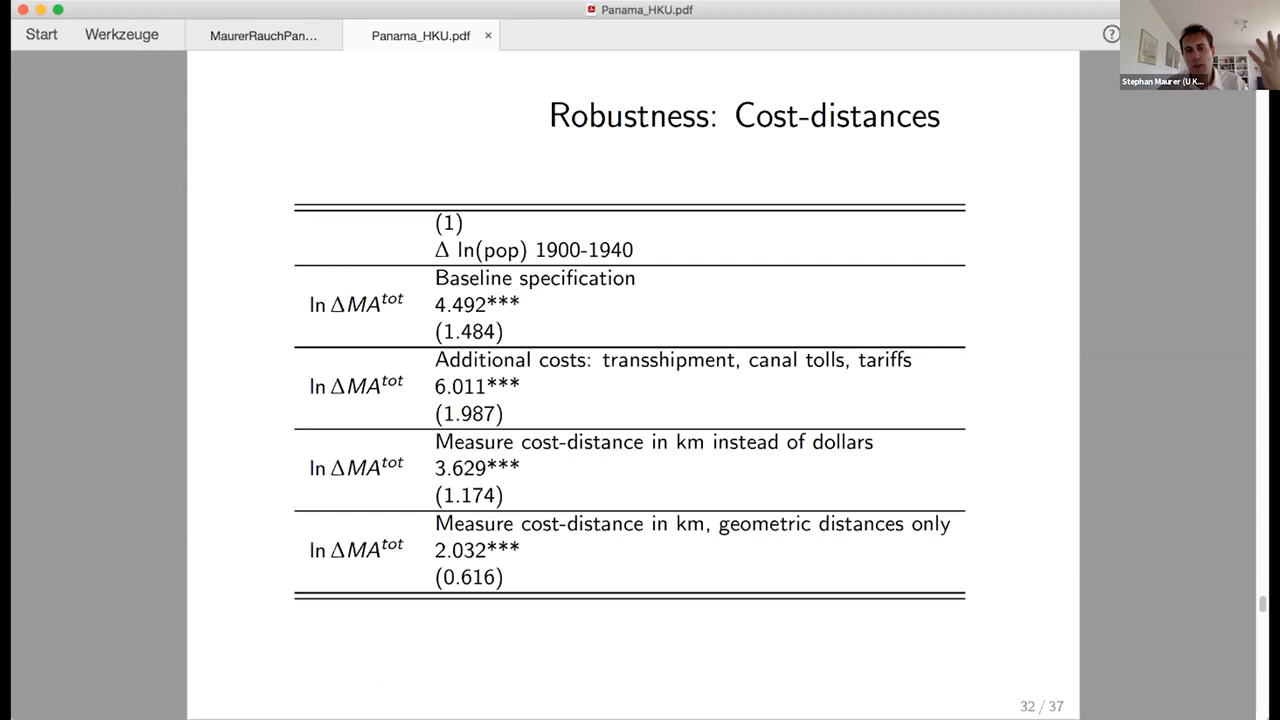 Panama_HKU.pdf
Start Werkzeuge MaurerRauchPan... Panama_HKU.pdf × ?
Stephan Maurer (U K...
Robustness: Cost-distances
(1)
Δ ln(pop) 1900-1940
Baseline specification
ln ΔMA^tot 4.492***
(1.484)
Additional costs: transshipment, canal tolls, tariffs
ln ΔMA^tot 6.011***
(1.987)
Measure cost-distance in km instead of dollars
ln ΔMA^tot 3.629***
(1.174)
Measure cost-distance in km, geometric distances only
ln ΔMA^tot 2.032***
(0.616)
32 / 37